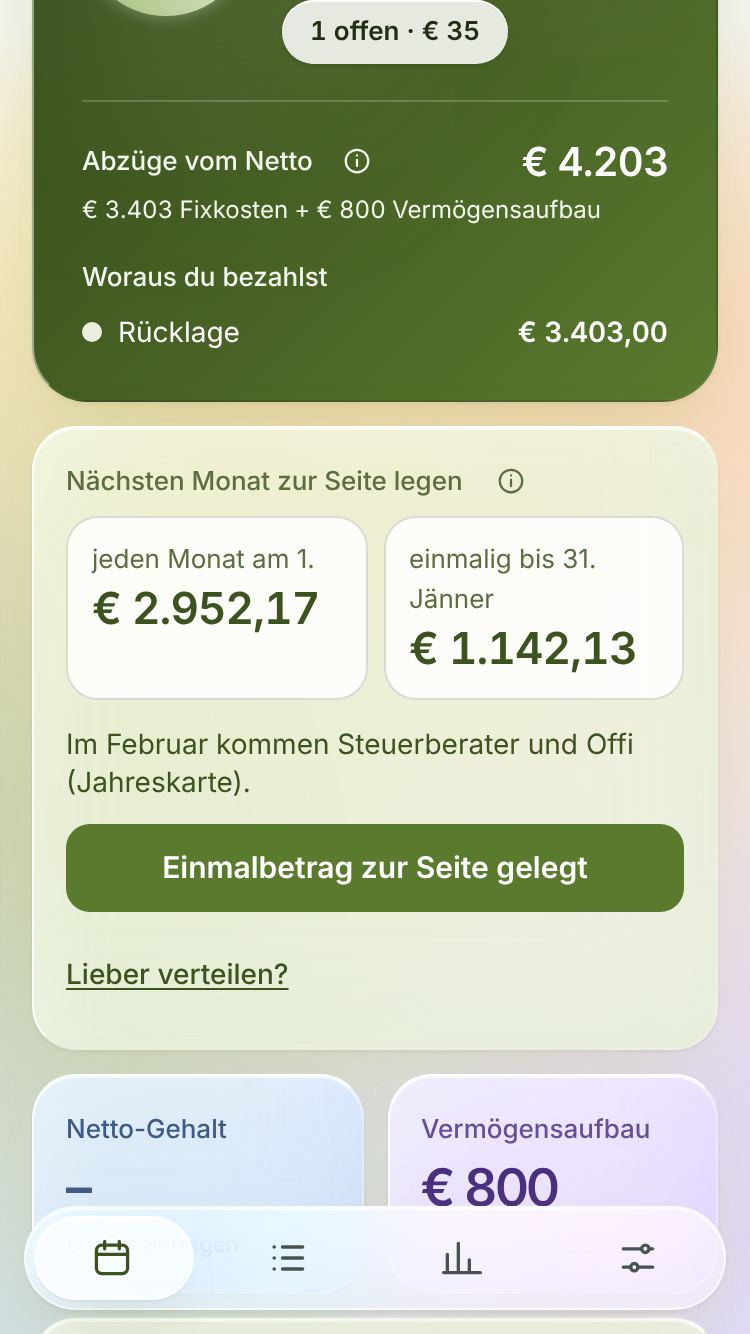 1 offen · € 35
Abzüge vom Netto
€ 4.203
€ 3.403 Fixkosten + € 800 Vermögensaufbau
Woraus du bezahlst
Rücklage
€ 3.403,00
Nächsten Monat zur Seite legen
jeden Monat am 1.
€ 2.952,17
einmalig bis 31.
Jänner
€ 1.142,13
Im Februar kommen Steuerberater und Offi
(Jahreskarte).
Einmalbetrag zur Seite gelegt
Lieber verteilen?
Netto-Gehalt
–
Vermögensaufbau
€ 800